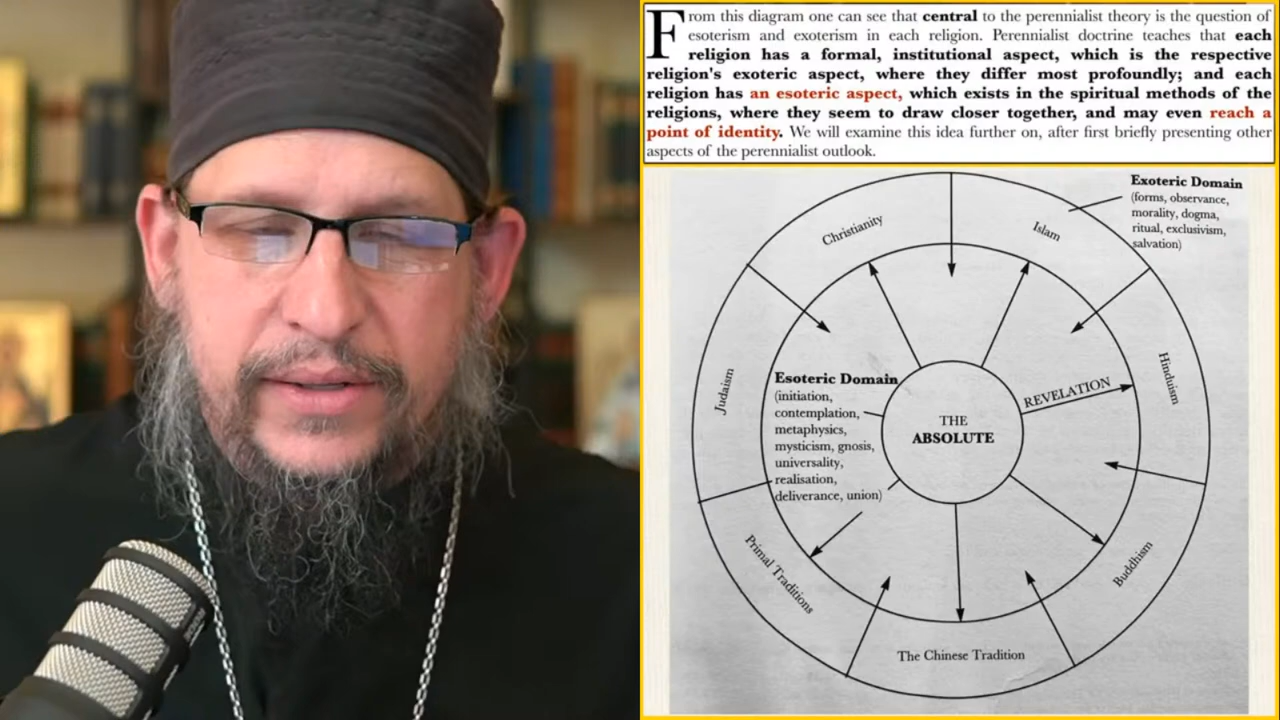 From this diagram one can see that central to the perennialist theory is the question of
esoterism and exoterism in each religion. Perennialist doctrine teaches that each
religion has a formal, institutional aspect, which is the respective
religion's exoteric aspect, where they differ most profoundly; and each
religion has an esoteric aspect, which exists in the spiritual methods of the
religions, where they seem to draw closer together, and may even reach a
point of identity. We will examine this idea further on, after first briefly presenting other
aspects of the perennialist outlook.
Exoteric Domain
(forms, observance,
morality, dogma,
ritual, exclusivism,
salvation)
Christianity
Islam
Judaism
Hinduism
Esoteric Domain
(initiation,
contemplation,
metaphysics,
mysticism, gnosis,
universality,
realisation,
deliverance, union)
REVELATION
THE
ABSOLUTE
Primal Traditions
Buddhism
The Chinese Tradition